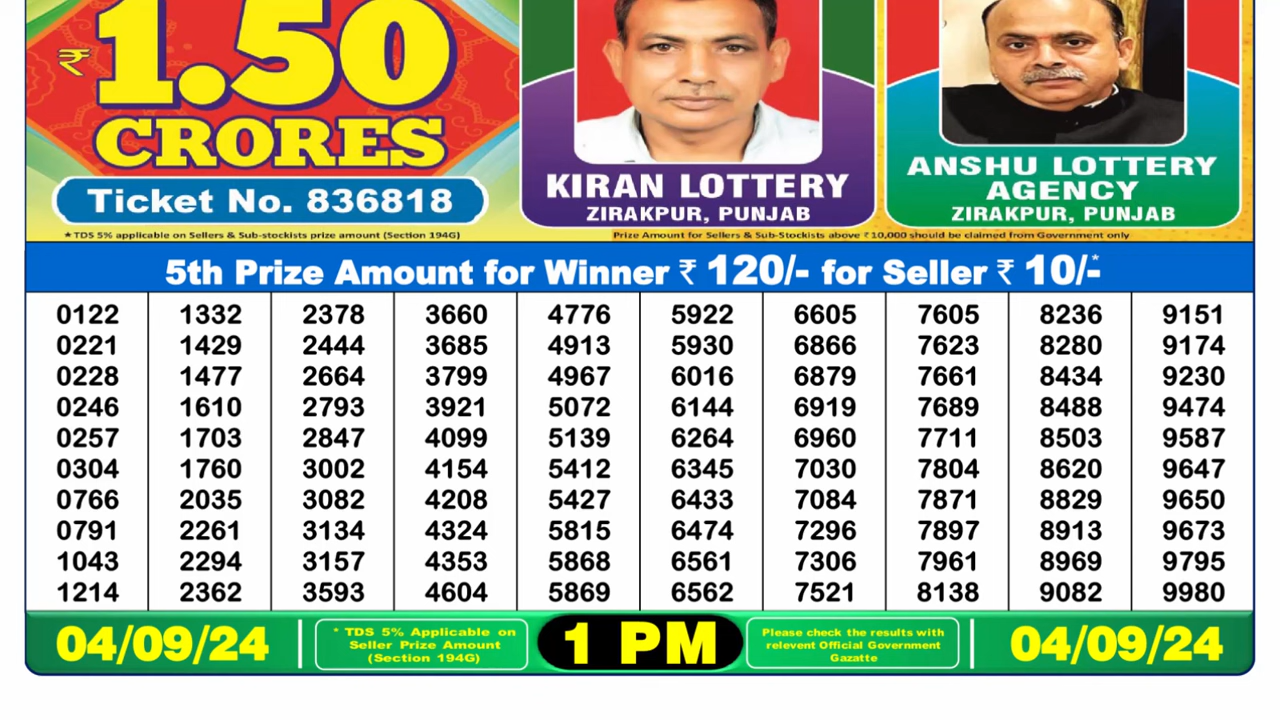 ₹ 1.50
CRORES
Ticket No. 836818
KIRAN LOTTERY
ZIRAKPUR, PUNJAB
ANSHU LOTTERY
AGENCY
ZIRAKPUR, PUNJAB
* TDS 5% applicable on Sellers & Sub-stockists prize amount (Section 194G)
Prize Amount for Sellers & Sub-Stockists above ₹10,000 should be claimed from Government only
5th Prize Amount for Winner ₹ 120/- for Seller ₹ 10/-*
0122 1332 2378 3660 4776 5922 6605 7605 8236 9151
0221 1429 2444 3685 4913 5930 6866 7623 8280 9174
0228 1477 2664 3799 4967 6016 6879 7661 8434 9230
0246 1610 2793 3921 5072 6144 6919 7689 8488 9474
0257 1703 2847 4099 5139 6264 6960 7711 8503 9587
0304 1760 3002 4154 5412 6345 7030 7804 8620 9647
0766 2035 3082 4208 5427 6433 7084 7871 8829 9650
0791 2261 3134 4324 5815 6474 7296 7897 8913 9673
1043 2294 3157 4353 5868 6561 7306 7961 8969 9795
1214 2362 3593 4604 5869 6562 7521 8138 9082 9980
04/09/24
* TDS 5% Applicable on
Seller Prize Amount
(Section 194G)
1 PM
Please check the results with
relevent Official Government
Gazatte
04/09/24